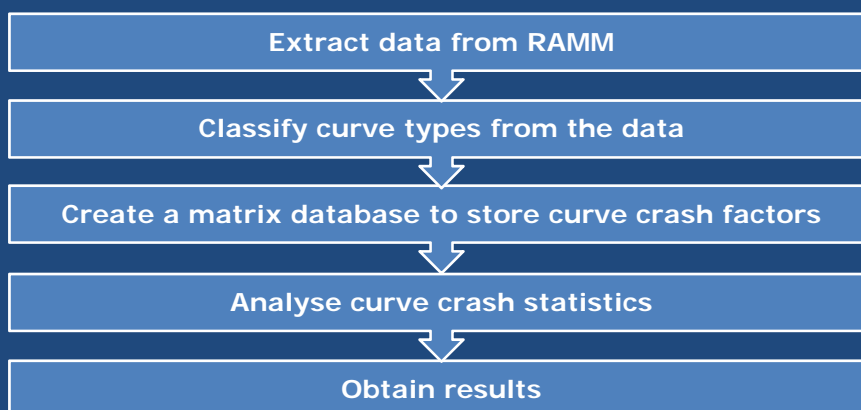 Extract data from RAMM
Classify curve types from the data
Create a matrix database to store curve crash factors
Analyse curve crash statistics
Obtain results